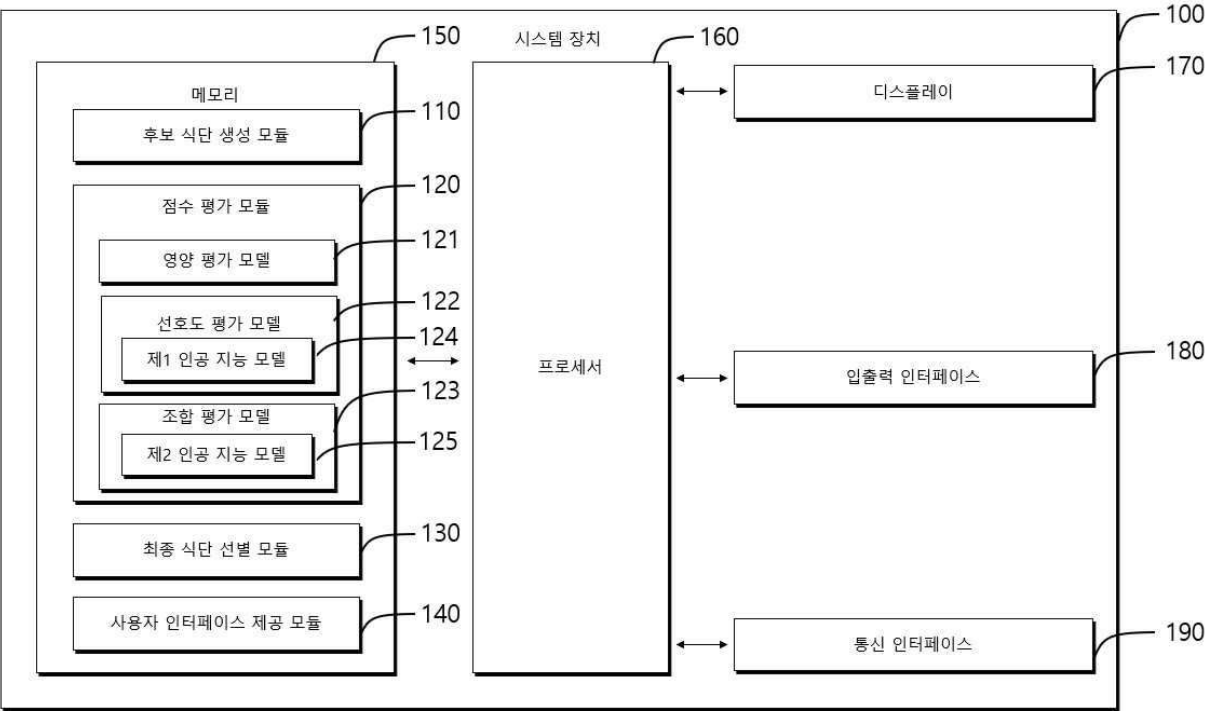 100
시스템 장치
150
메모리
110
후보 식단 생성 모듈
120
점수 평가 모듈
121
영양 평가 모델
122
선호도 평가 모델
124
제1 인공 지능 모델
123
조합 평가 모델
125
제2 인공 지능 모델
130
최종 식단 선별 모듈
140
사용자 인터페이스 제공 모듈
160
프로세서
170
디스플레이
180
입출력 인터페이스
190
통신 인터페이스